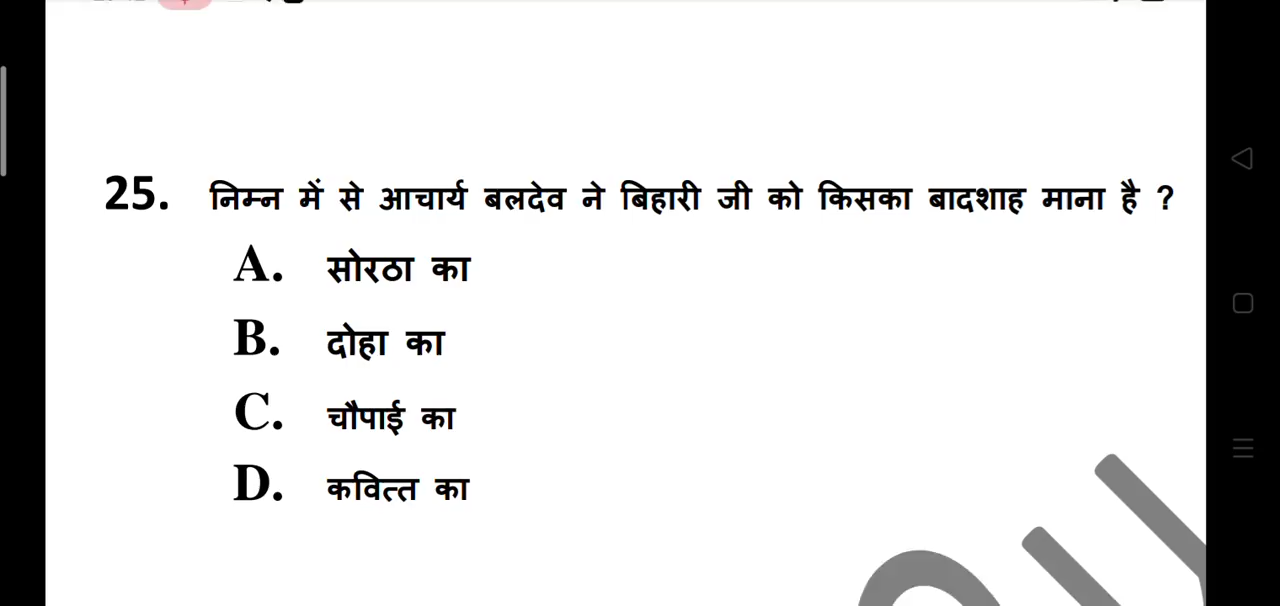 25. निम्न में से आचार्य बलदेव ने बिहारी जी को किसका बादशाह माना है ?
A. सोरठा का
B. दोहा का
C. चौपाई का
D. कवित्त का